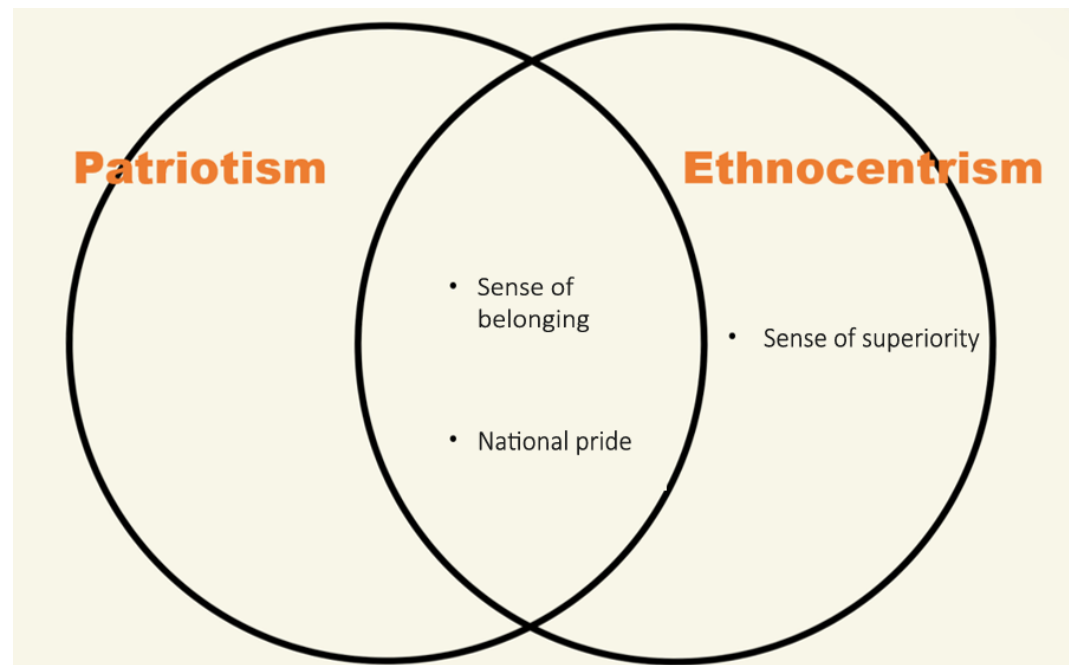 Patriotism
Ethnocentrism
• Sense of
belonging
• Sense of superiority
• National pride